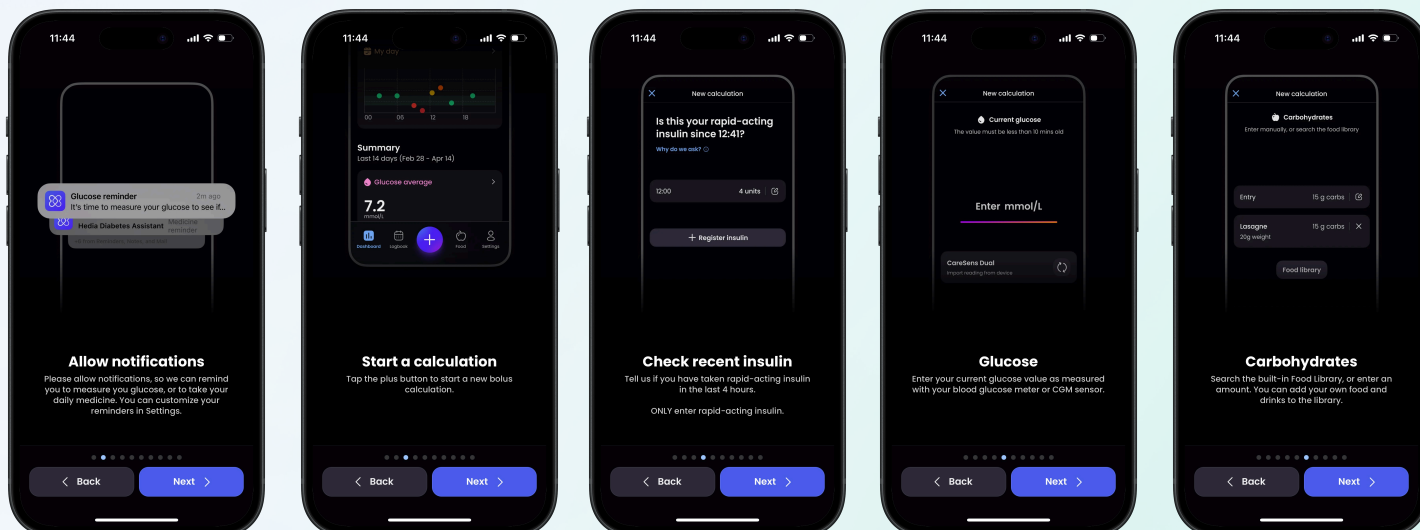 11:44
Glucose reminder
2m ago
It's time to measure your glucose to see if...
Hedia Diabetes Assistant
Medicine reminder
Allow notifications
Please allow notifications, so we can remind
you to measure you glucose, or to take your
daily medicine. You can customize your
reminders in Settings.
Back
Next
11:44
My day
00 06 12 18
Summary
Last 14 days (Feb 28 - Apr 14)
Glucose average
7.2
mmol/L
Dashboard Logbook Food Settings
Start a calculation
Tap the plus button to start a new bolus
calculation.
Back
Next
11:44
New calculation
Is this your rapid-acting
insulin since 12:41?
Why do we ask?
12:00 4 units
+ Register insulin
Check recent insulin
Tell us if you have taken rapid-acting insulin
in the last 4 hours.
ONLY enter rapid-acting insulin.
Back
Next
11:44
New calculation
Current glucose
The value must be less than 10 mins old
Enter mmol/L
CareSens Dual
Import reading from device
Glucose
Enter your current glucose value as measured
with your blood glucose meter or CGM sensor.
Back
Next
11:44
New calculation
Carbohydrates
Enter manually, or search the food library
Entry 15 g carbs
Lasagne 15 g carbs
20g weight
Food library
Carbohydrates
Search the built-in Food Library, or enter an
amount. You can add your own food and
drinks to the library.
Back
Next